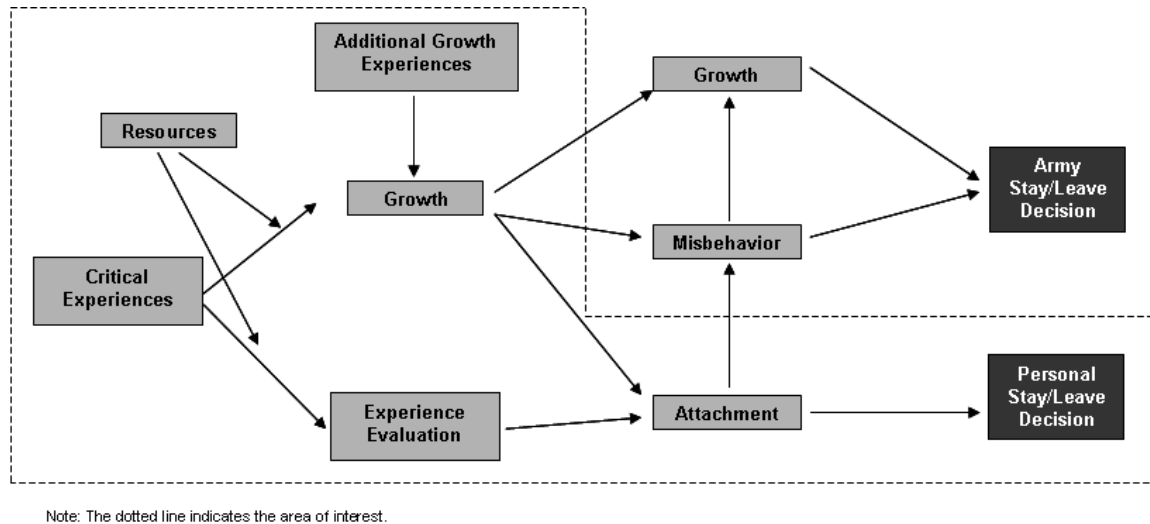 Additional Growth
Experiences
Growth
Resources
Growth
Army
Stay/Leave
Decision
Misbehavior
Critical
Experiences
Personal
Stay/Leave
Decision
Experience
Evaluation
Attachment
Note: The dotted line indicates the area of interest.